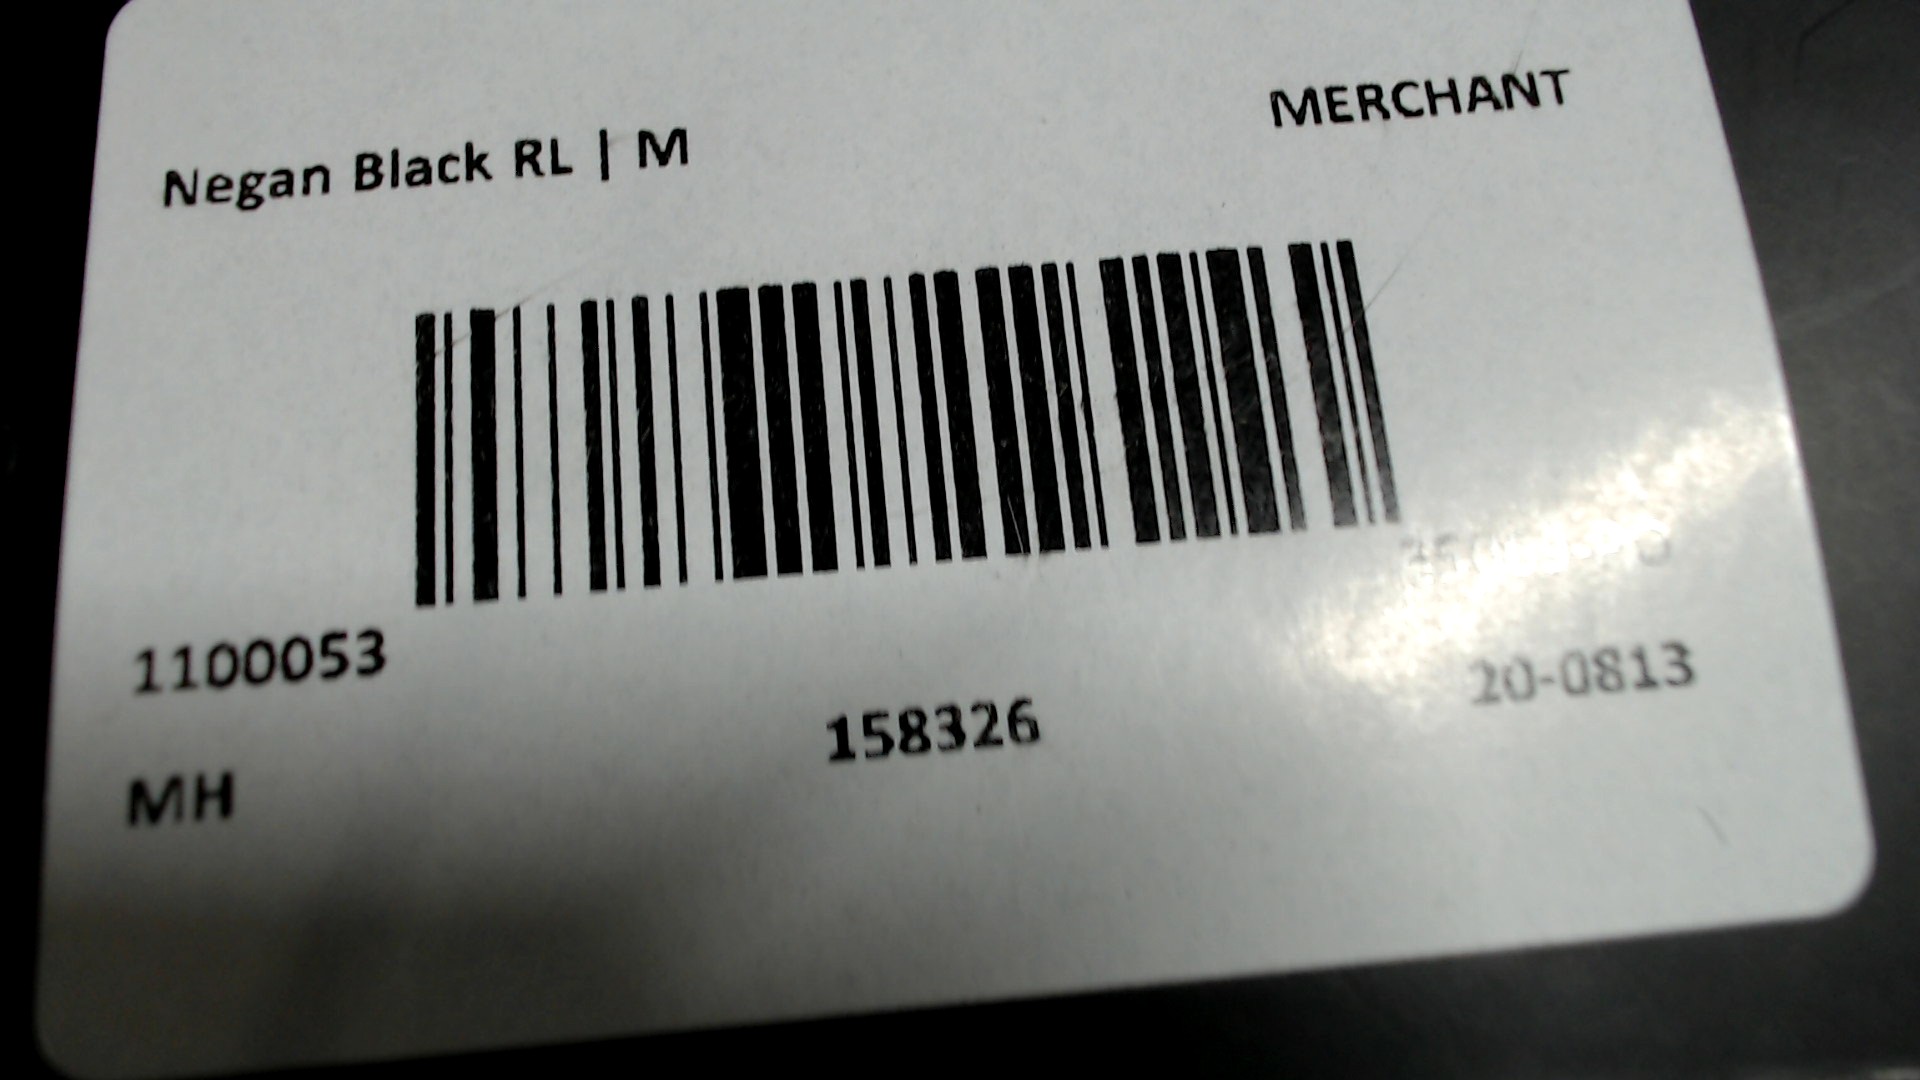 Negan Black RL | M
MERCHANT
1100053
158326
20-0813
MH